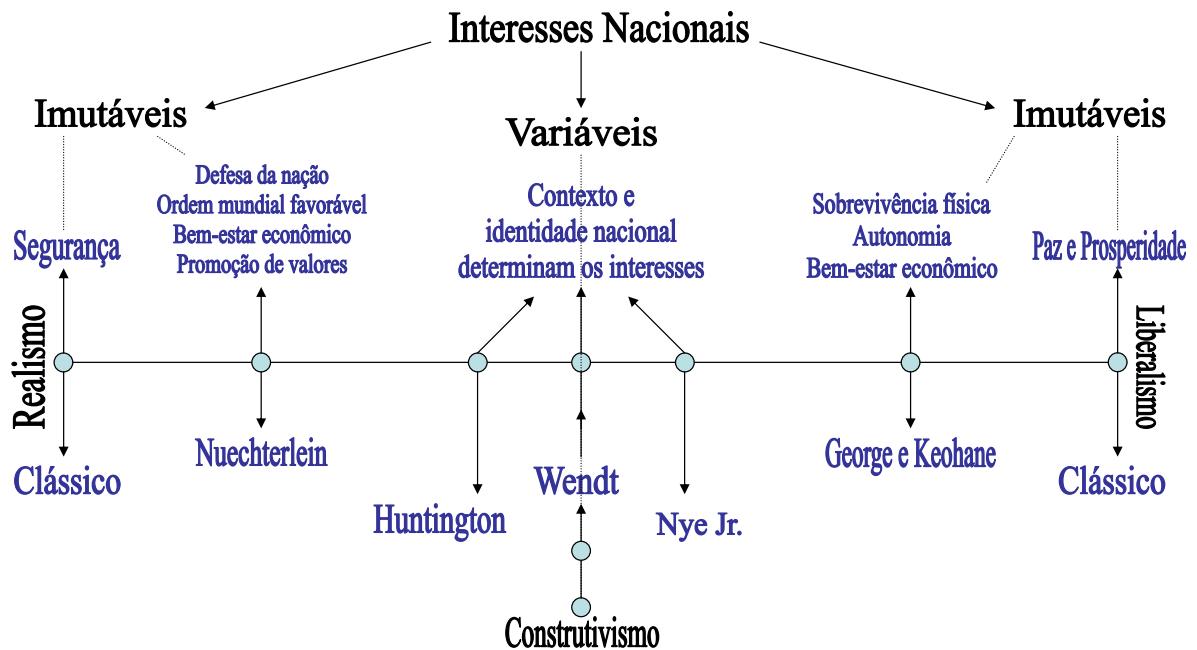 Interesses Nacionais
Imutáveis
Variáveis
Imutáveis
Defesa da nação
Ordem mundial favorável
Bem-estar econômico
Promoção de valores
Segurança
Contexto e
identidade nacional
determinam os interesses
Sobrevivência física
Autonomia
Bem-estar econômico
Paz e Prosperidade
Realismo
Liberalismo
Clássico
Nuechterlein
Huntington
Wendt
Nye Jr.
George e Keohane
Clássico
Construtivismo